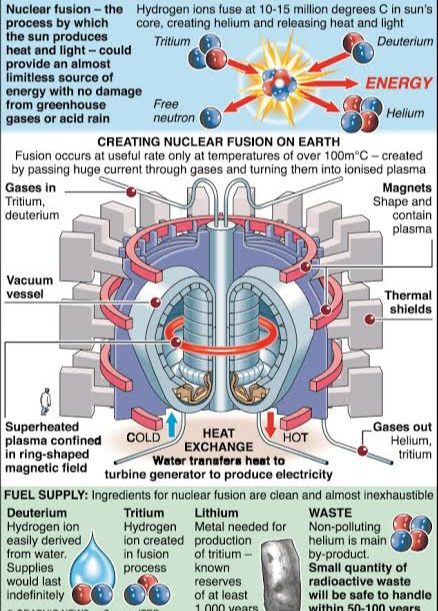 Nuclear fusion – the
process by which
the sun produces
heat and light – could
provide an almost
limitless source of
energy with no damage
from greenhouse
gases or acid rain
Hydrogen ions fuse at 10-15 million degrees C in sun's
core, creating helium and releasing heat and light
Tritium
Deuterium
ENERGY
Free
neutron
Helium
CREATING NUCLEAR FUSION ON EARTH
Fusion occurs at useful rate only at temperatures of over 100m°C – created
by passing huge current through gases and turning them into ionised plasma
Gases in
Tritium,
deuterium
Magnets
Shape and
contain
plasma
Vacuum
vessel
Thermal
shields
Superheated
plasma confined
in ring-shaped
magnetic field
COLD
HEAT
EXCHANGE
HOT
Water transfers heat to
turbine generator to produce electricity
Gases out
Helium,
tritium
FUEL SUPPLY: Ingredients for nuclear fusion are clean and almost inexhaustible
Deuterium
Hydrogen ion
easily derived
from water.
Supplies
would last
indefinitely
Tritium
Hydrogen
ion created
in fusion
process
Lithium
Metal needed for
production
of tritium –
known
reserves
of at least
1,000 years
WASTE
Non-polluting
helium is main
by-product.
Small quantity of
radioactive waste
will be safe to handle
within 50-100 years